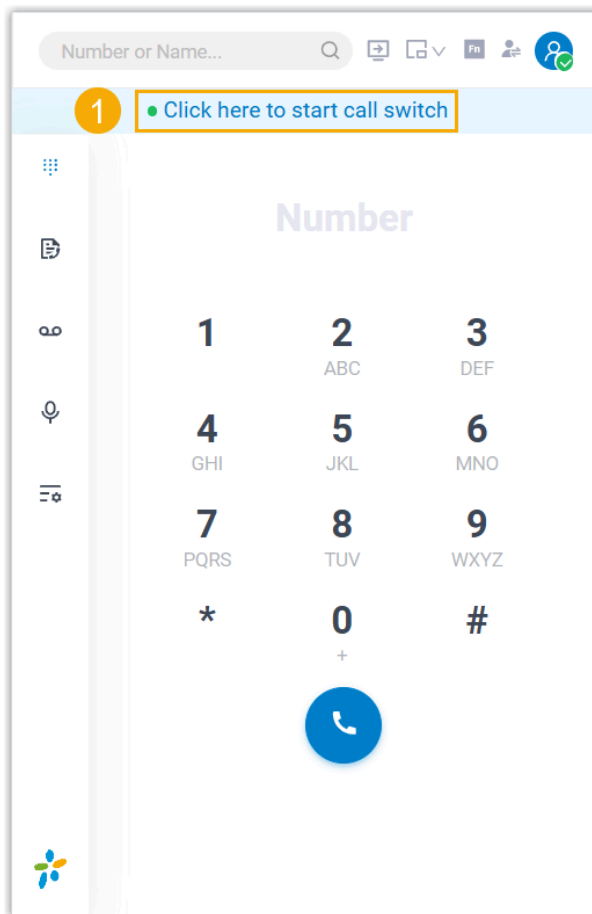 Number or Name...
Fn
1 Click here to start call switch
Number
1 2 3
ABC DEF
4 5 6
GHI JKL MNO
7 8 9
PQRS TUV WXYZ
* 0 #
+